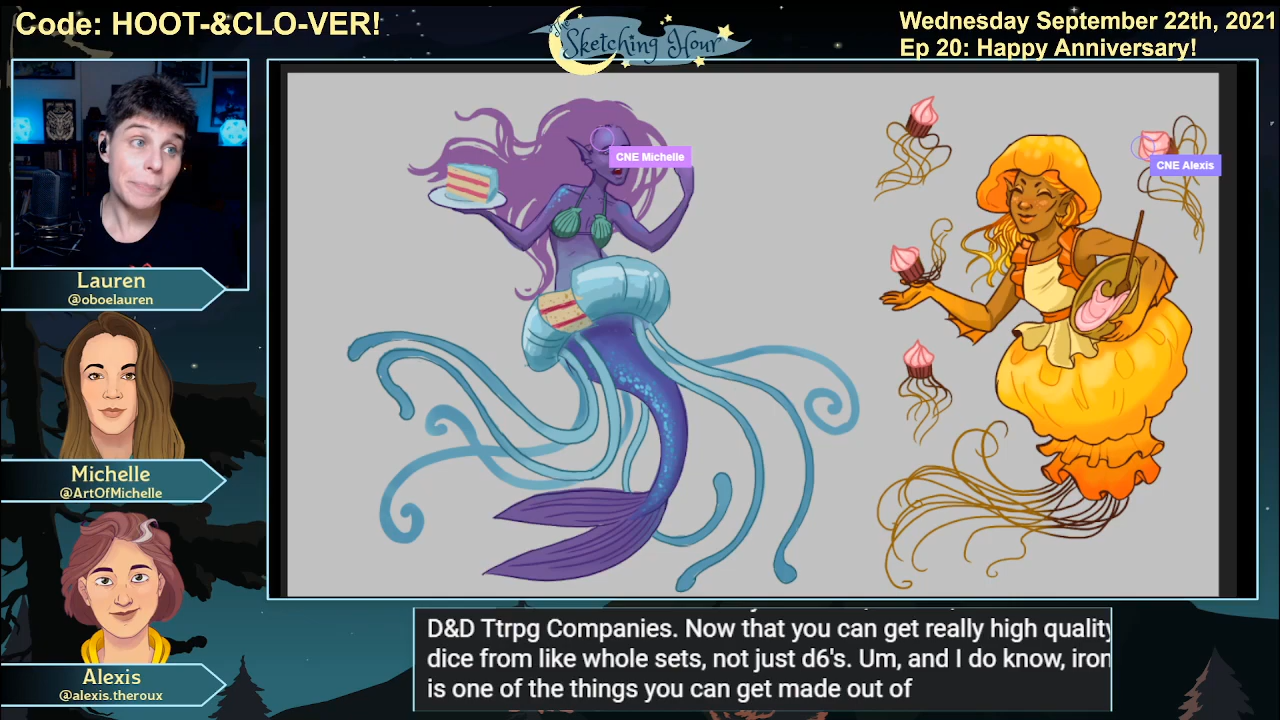 Code: HOOT-&CLO-VER!
The
Sketching Hour
Wednesday September 22th, 2021
Ep 20: Happy Anniversary!
CNE Michelle
CNE Alexis
Lauren
@oboelauren
Michelle
@ArtOfMichelle
Alexis
@alexis.theroux
D&D Ttrpg Companies. Now that you can get really high quality
dice from like whole sets, not just d6's. Um, and I do know, iron
is one of the things you can get made out of